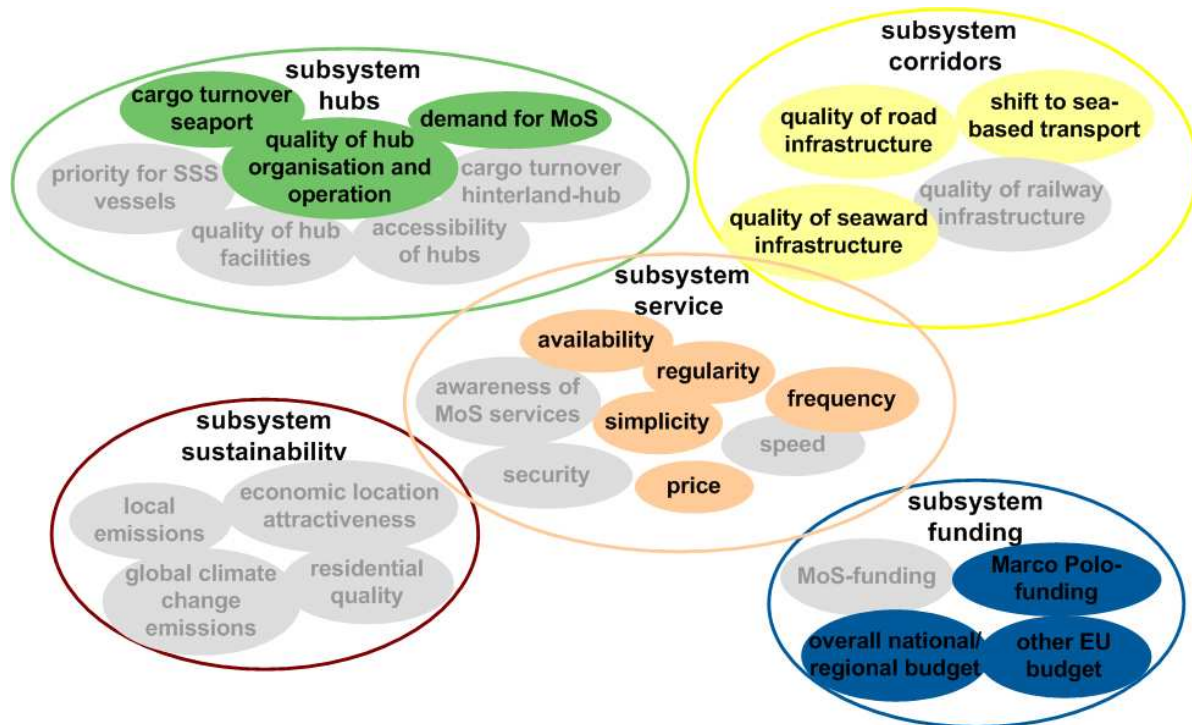 subsystem
hubs
cargo turnover
seaport
demand for MoS
quality of hub
organisation and
operation
priority for SSS
vessels
cargo turnover
hinterland-hub
quality of hub
facilities
accessibility
of hubs
subsystem
corridors
quality of road
infrastructure
shift to sea-
based transport
quality of railway
infrastructure
quality of seaward
infrastructure
subsystem
service
availability
regularity
awareness of
MoS services
frequency
simplicity
speed
security
price
subsystem
sustainability
local
emissions
economic location
attractiveness
global climate
change
emissions
residential
quality
subsystem
funding
MoS-funding
Marco Polo-
funding
overall national/
regional budget
other EU
budget